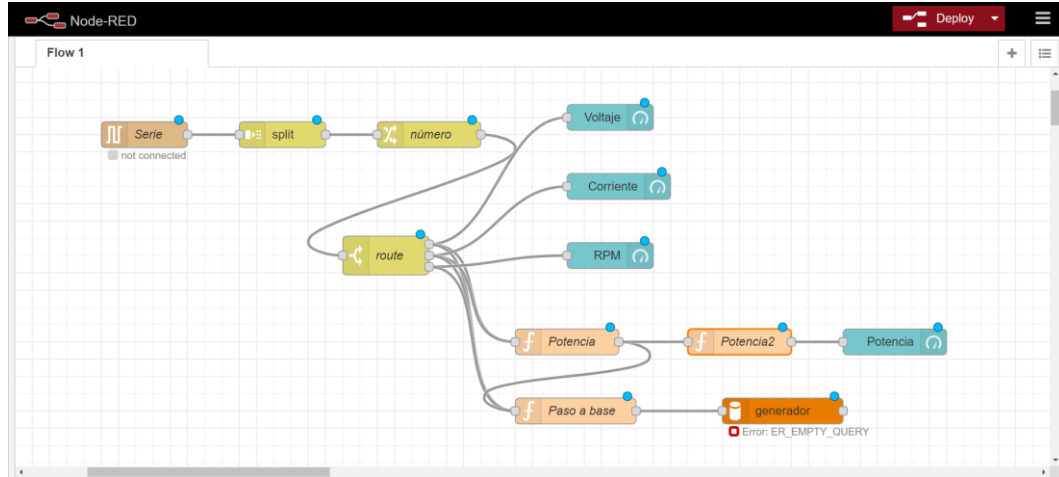 Node-RED
Deploy
Flow 1
Voltaje
Serie
split
número
not connected
Corriente
route
RPM
Potencia
Potencia2
Potencia
Paso a base
generador
Error: ER_EMPTY_QUERY